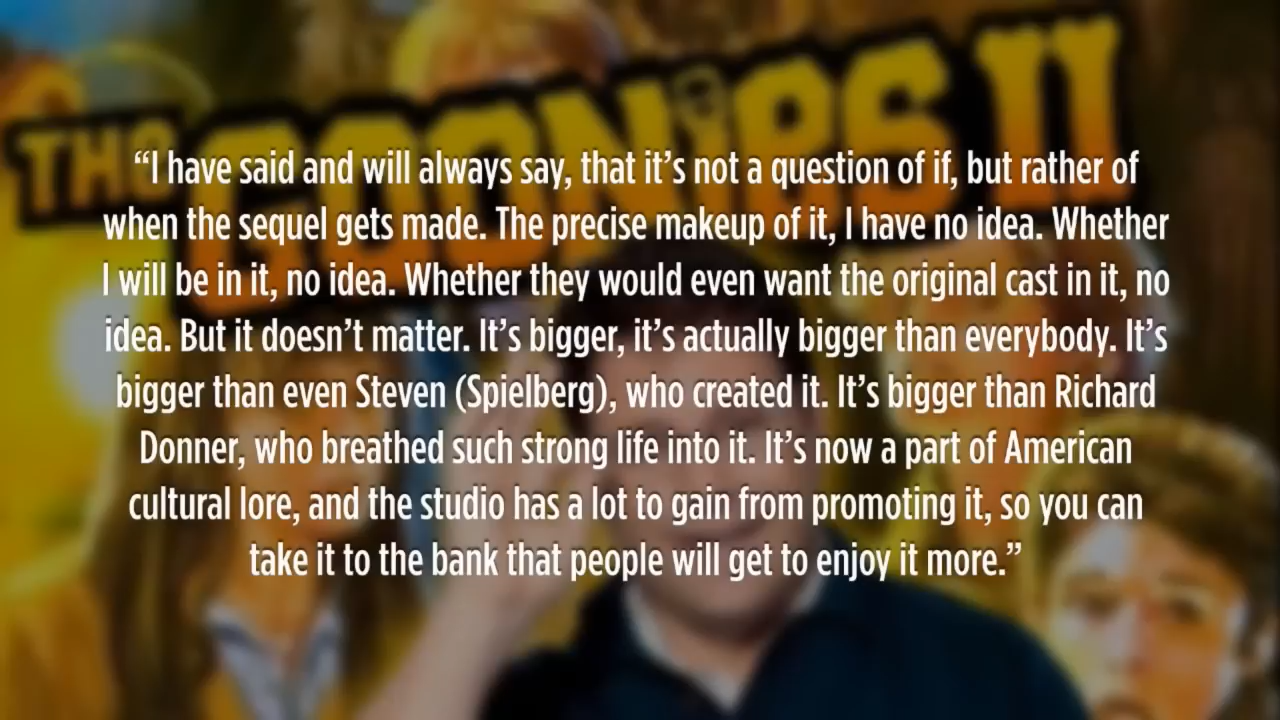 THE
GOONIES II
“I have said and will always say, that it’s not a question of if, but rather of
when the sequel gets made. The precise makeup of it, I have no idea. Whether
I will be in it, no idea. Whether they would even want the original cast in it, no
idea. But it doesn’t matter. It’s bigger, it’s actually bigger than everybody. It’s
bigger than even Steven (Spielberg), who created it. It’s bigger than Richard
Donner, who breathed such strong life into it. It’s now a part of American
cultural lore, and the studio has a lot to gain from promoting it, so you can
take it to the bank that people will get to enjoy it more.”